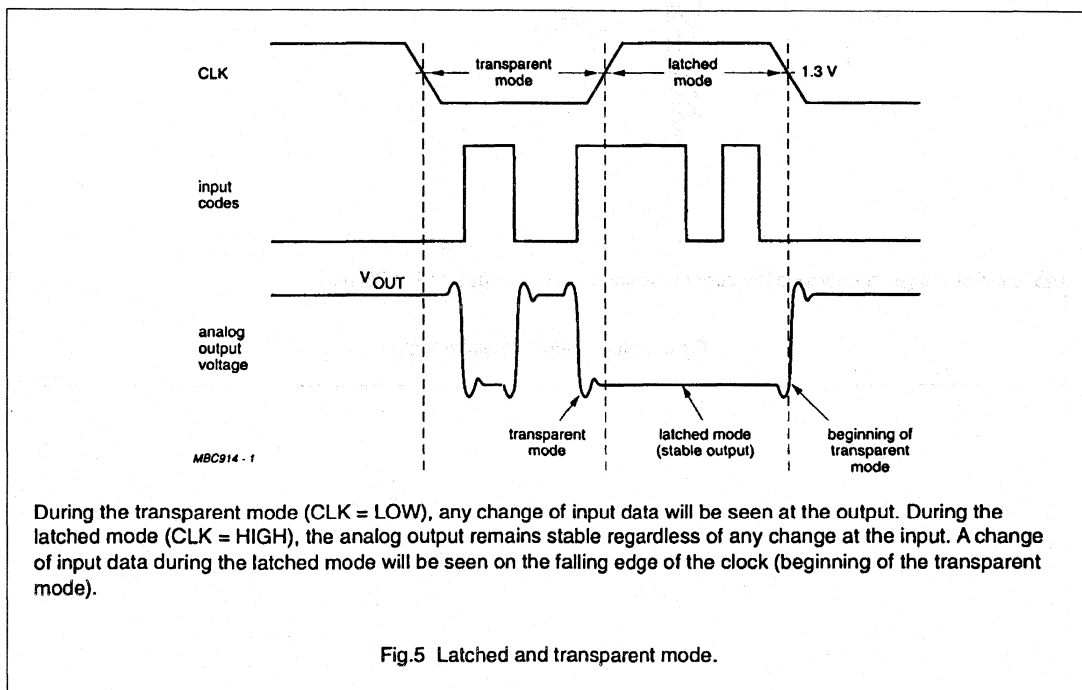 CLK
transparent
mode
latched
mode
1.3 V
input
codes
V OUT
analog
output
voltage
transparent
mode
latched mode
(stable output)
beginning of
transparent
mode
MBC914 - 1
During the transparent mode (CLK = LOW), any change of input data will be seen at the output. During the
latched mode (CLK = HIGH), the analog output remains stable regardless of any change at the input. A change
of input data during the latched mode will be seen on the falling edge of the clock (beginning of the transparent
mode).
Fig.5 Latched and transparent mode.